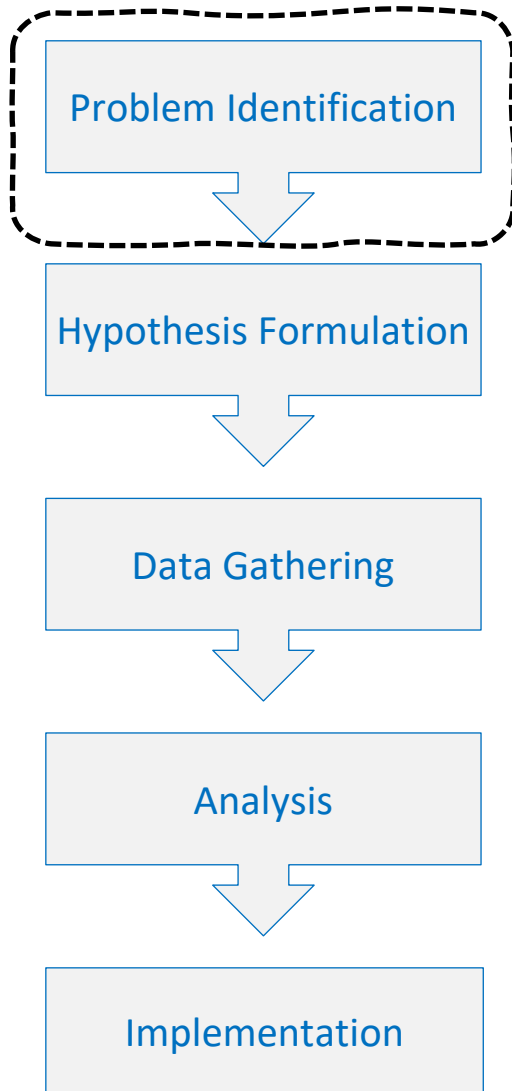 Problem Identification
Hypothesis Formulation
Data Gathering
Analysis
Implementation